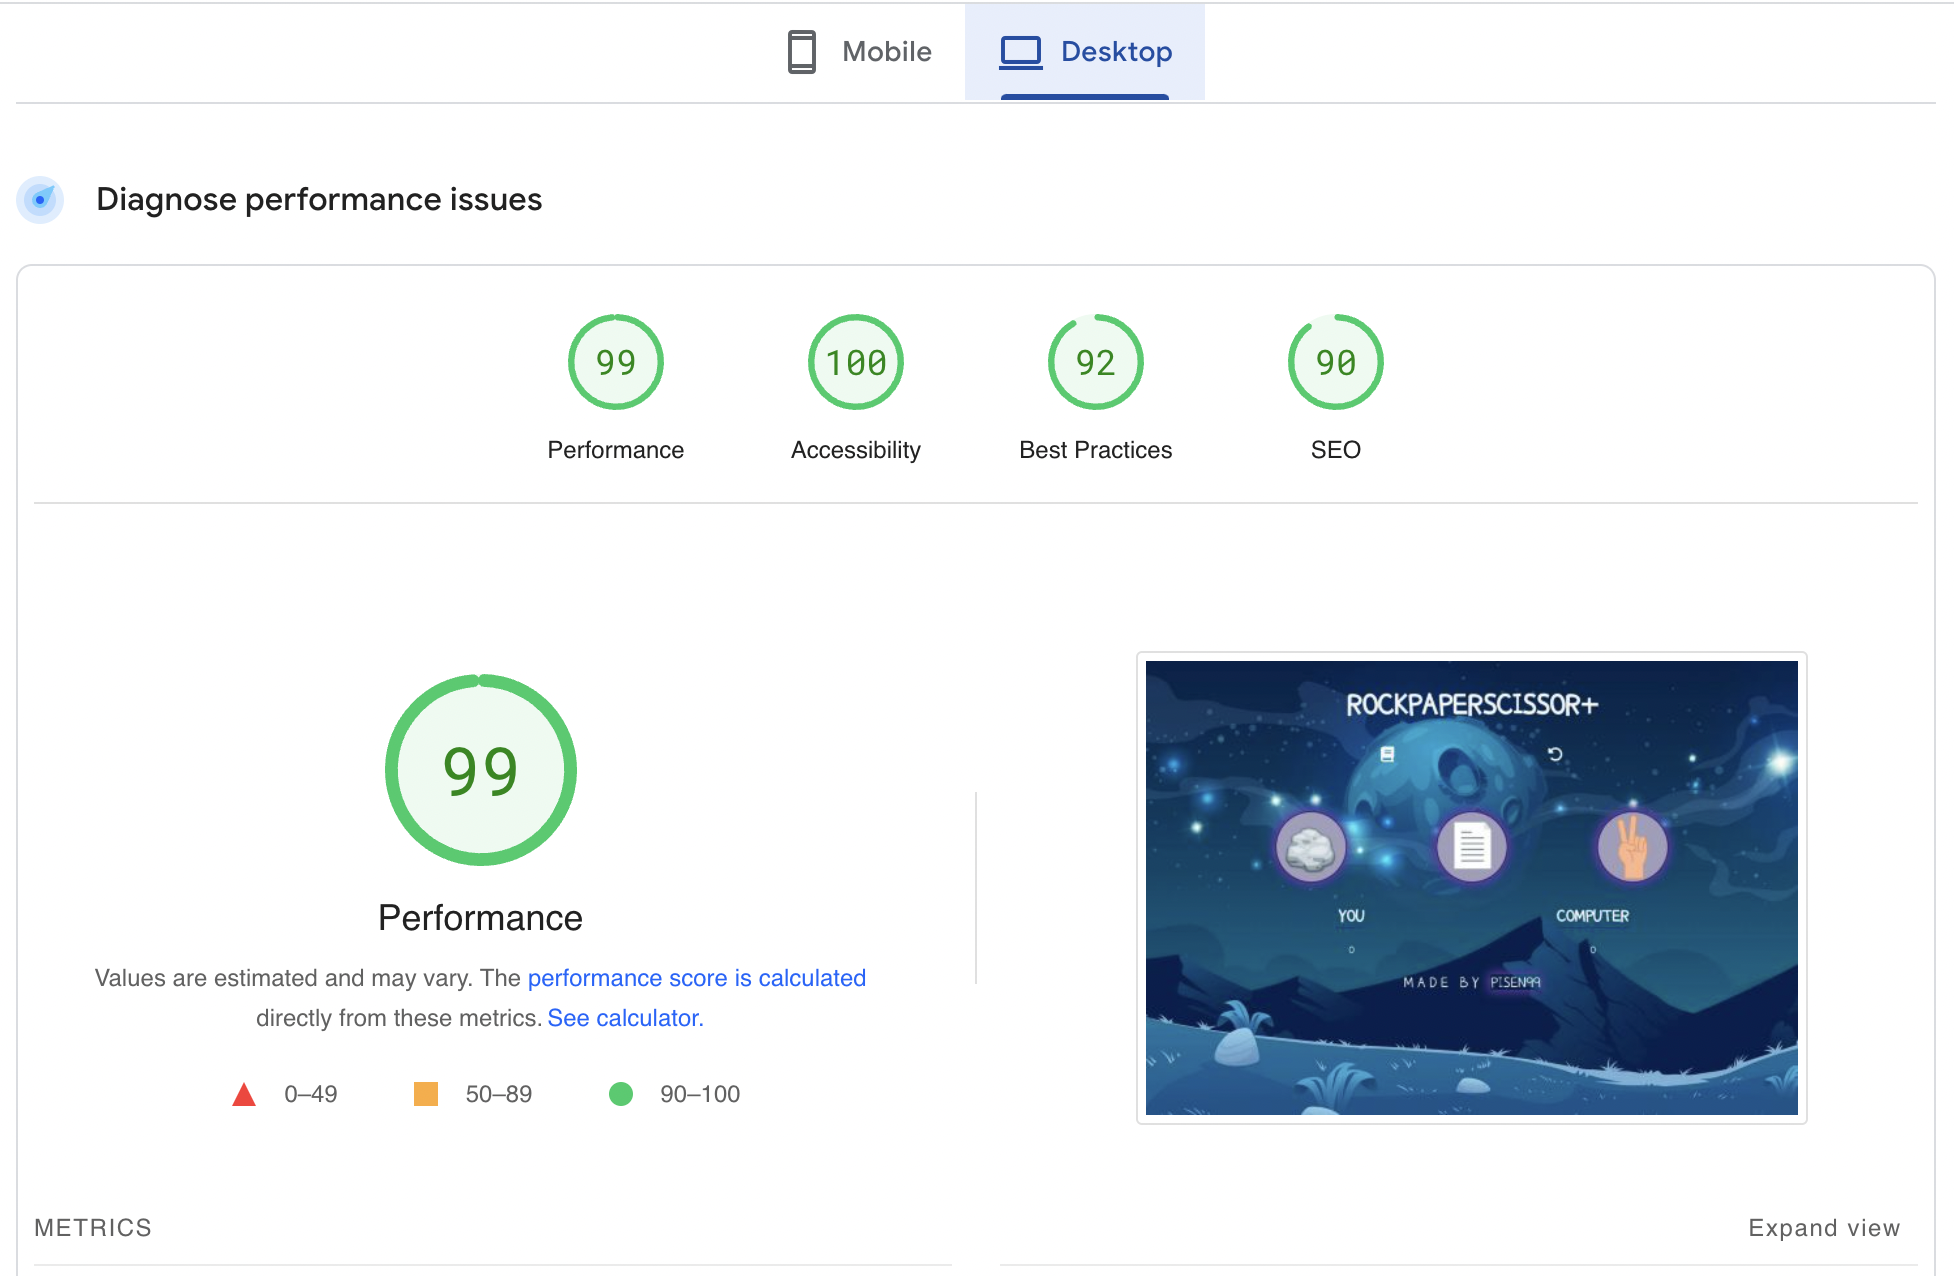 Mobile
Desktop
Diagnose performance issues
99
100
92
90
Performance
Accessibility
Best Practices
SEO
99
Performance
Values are estimated and may vary. The performance score is calculated
directly from these metrics. See calculator.
0–49
50–89
90–100
ROCKPAPERSCISSOR+
YOU
COMPUTER
0
0
MADE BY PISEN99
METRICS
Expand view